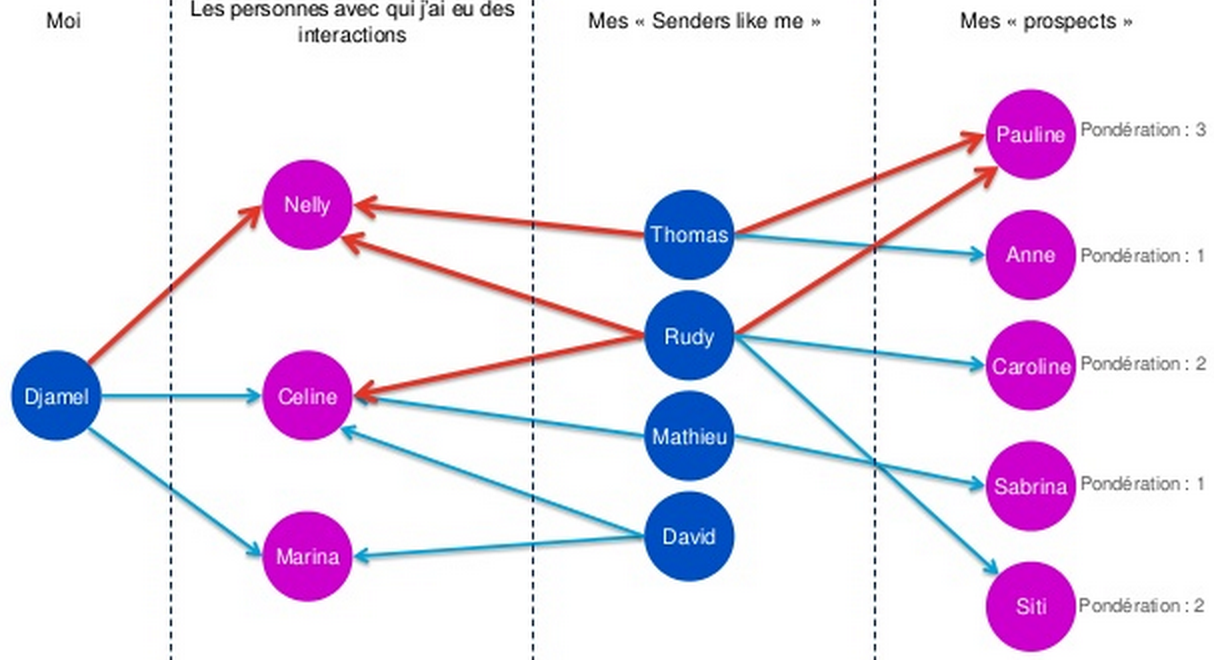 Moi
Les personnes avec qui j'ai eu des
interactions
Mes « Senders like me »
Mes « prospects »
Pauline
Pondération : 3
Nelly
Thomas
Anne
Pondération : 1
Rudy
Caroline
Pondération : 2
Djamel
Celine
Mathieu
Sabrina
Pondération : 1
David
Marina
Siti
Pondération : 2